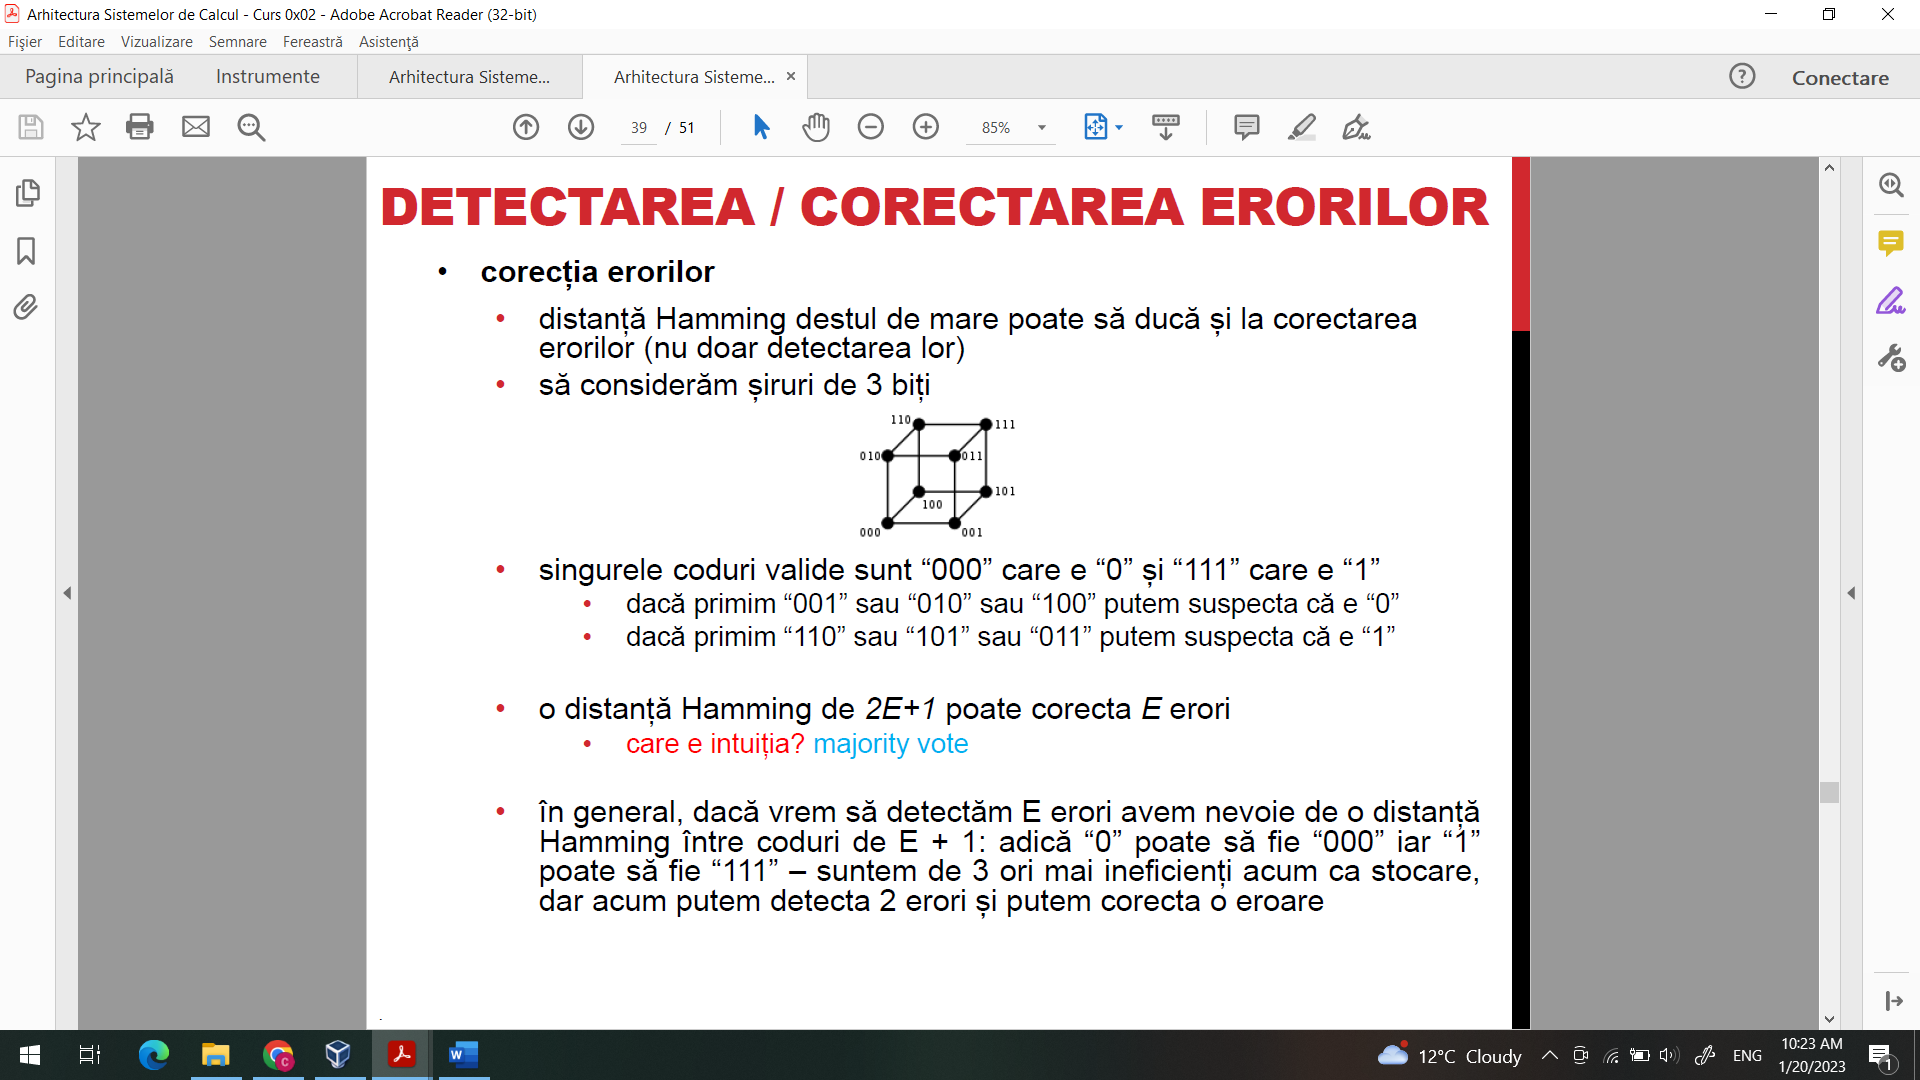 Arhitectura Sistemelor de Calcul - Curs 0x02 - Adobe Acrobat Reader (32-bit)
Fișier Editare Vizualizare Semnare Fereastră Asistență
Pagina principală Instrumente Arhitectura Sisteme... Arhitectura Sisteme... × Conectare
39 / 51 85%
DETECTAREA / CORECTAREA ERORILOR
• corecția erorilor
• distanță Hamming destul de mare poate să ducă și la corectarea
erorilor (nu doar detectarea lor)
• să considerăm șiruri de 3 biți
110 111
010 011
101
100
000 001
• singurele coduri valide sunt “000” care e “0” și “111” care e “1”
• dacă primim “001” sau “010” sau “100” putem suspecta că e “0”
• dacă primim “110” sau “101” sau “011” putem suspecta că e “1”
• o distanță Hamming de 2E+1 poate corecta E erori
• care e intuiția? majority vote
• în general, dacă vrem să detectăm E erori avem nevoie de o distanță
Hamming între coduri de E + 1: adică “0” poate să fie “000” iar “1”
poate să fie “111” – suntem de 3 ori mai ineficienți acum ca stocare,
dar acum putem detecta 2 erori și putem corecta o eroare
.
12°C Cloudy ENG 10:23 AM
1/20/2023 1